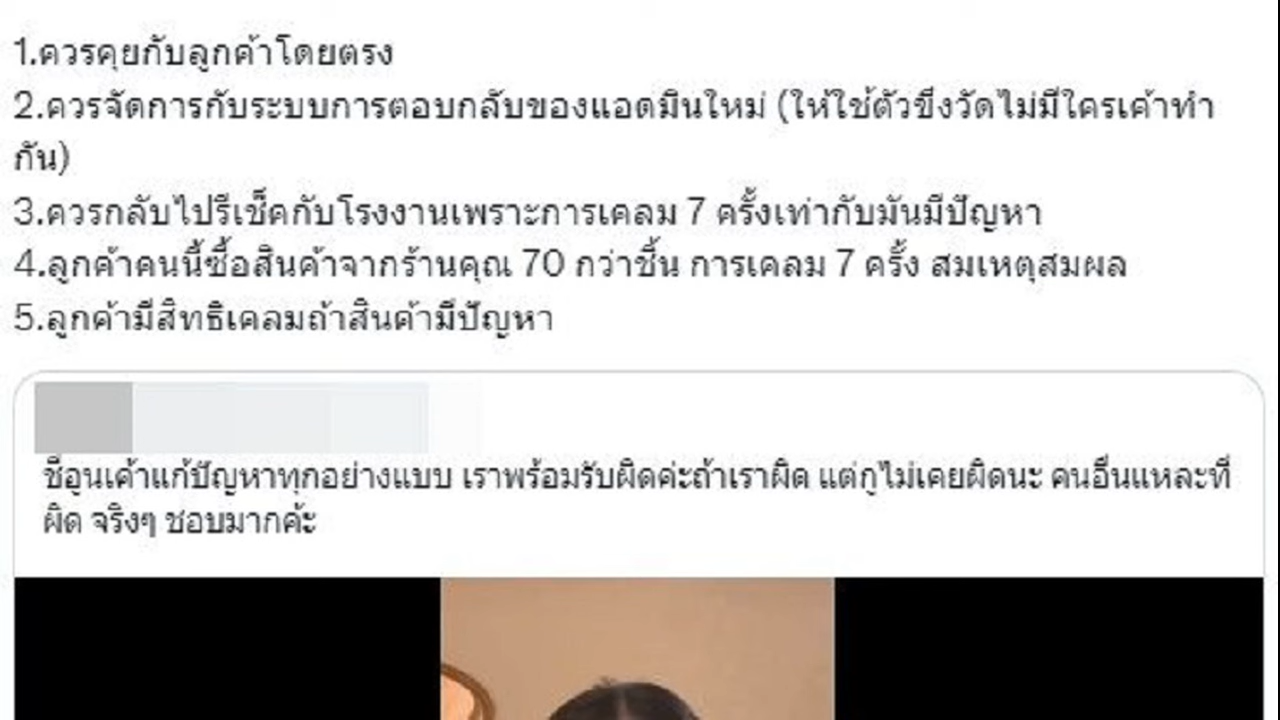 1.ควรคุยกับลูกค้าโดยตรง
2.ควรจัดการกับระบบการตอบกลับของแอดมินใหม่ (ให้ใช้ตัวขึงวัดไม่มีใครเค้าทำ
กัน)
3.ควรกลับไปรีเช็คกับโรงงานเพราะการเคลม 7 ครั้งเท่ากับมันมีปัญหา
4.ลูกค้าคนนี้ซื้อสินค้าจากร้านคุณ 70 กว่าชิ้น การเคลม 7 ครั้ง สมเหตุสมผล
5.ลูกค้ามีสิทธิเคลมถ้าสินค้ามีปัญหา
ชีอูนเค้าแก้ปัญหาทุกอย่างแบบ เราพร้อมรับผิดค่ะถ้าเราผิด แต่กูไม่เคยผิดนะ คนอื่นแหละที่
ผิด จริงๆ ชอบมากค้ะ